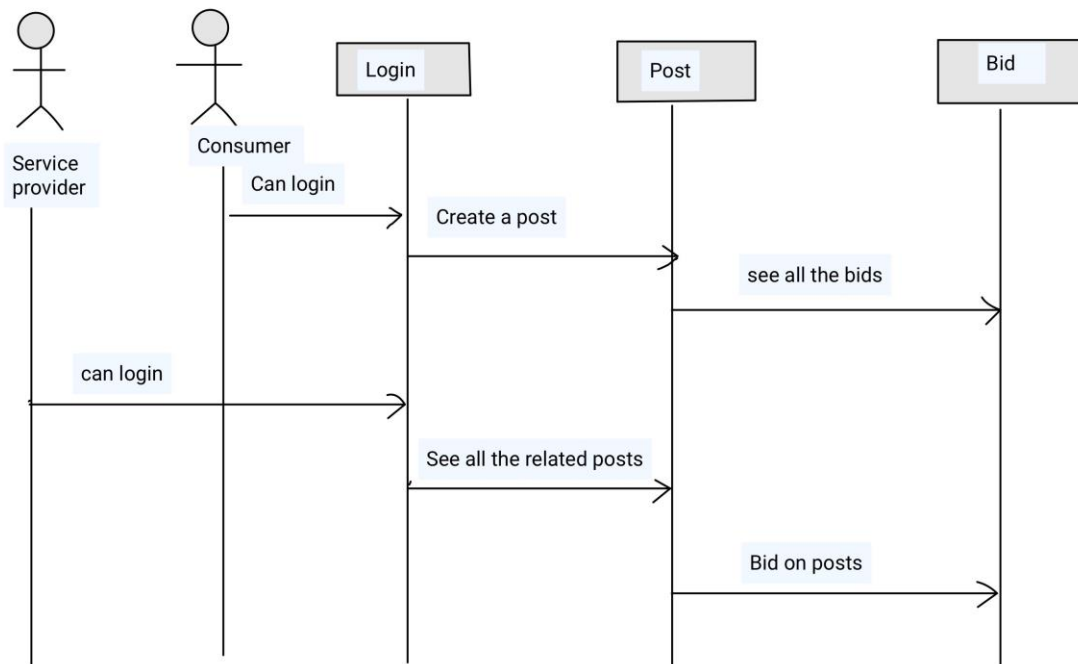 Login
Post
Bid
Consumer
Service
provider
Can login
Create a post
see all the bids
can login
See all the related posts
Bid on posts